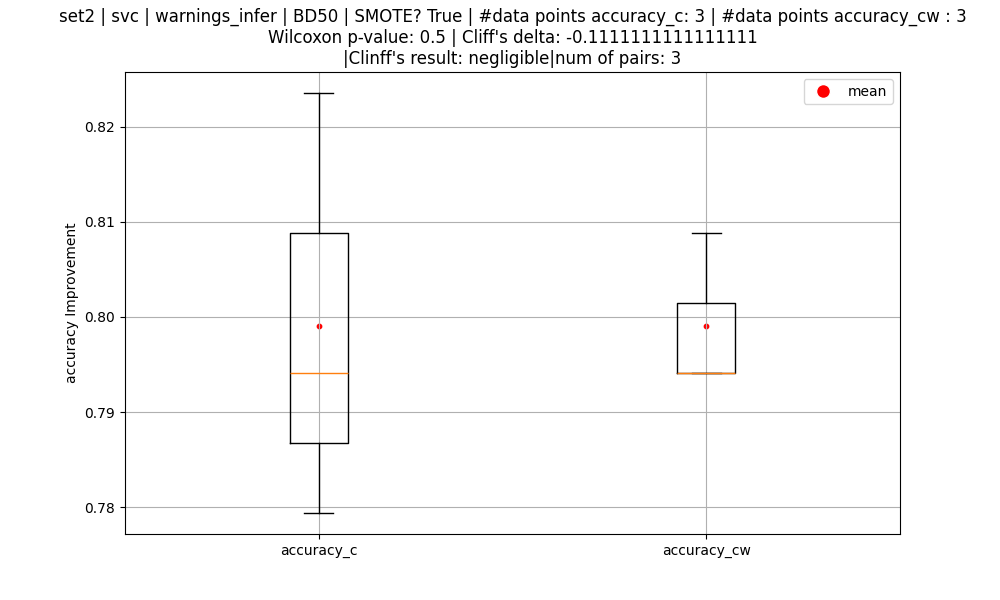 set2 | svc | warnings_infer | BD50 | SMOTE? True | #data points accuracy_c: 3 | #data points accuracy_cw : 3
Wilcoxon p-value: 0.5 | Cliff's delta: -0.1111111111111111
|Clinff's result: negligible|num of pairs: 3
mean
0.82
0.81
0.80
0.79
0.78
accuracy Improvement
accuracy_c
accuracy_cw